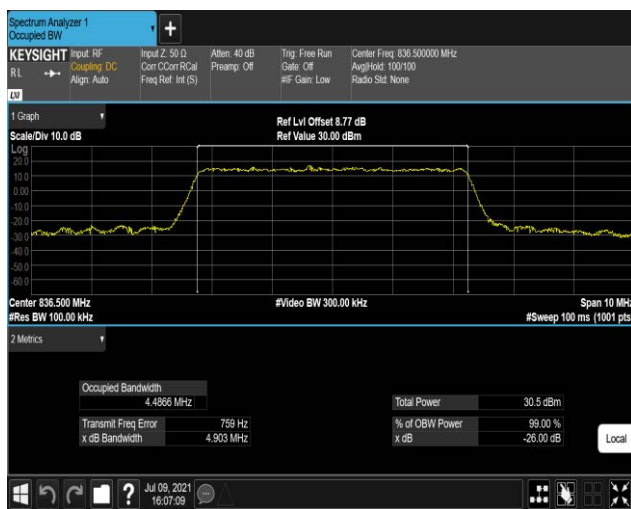 Spectrum Analyzer 1
Occupied BW
KEYSIGHT Input: RF Input Z: 50 Ω Atten: 40 dB Trig: Free Run Center Freq: 836.500000 MHz
RL Coupling: DC Corr CCorr RCal Preamp: Off Gate: Off Avg|Hold: 100/100
Align: Auto Freq Ref: Int (S) #IF Gain: Low Radio Std: None
LXI
1 Graph
Ref Lvl Offset 8.77 dB
Scale/Div 10.0 dB Ref Value 30.00 dBm
Log
20.0
10.0
0.00
-10.0
-20.0
-30.0
-40.0
-50.0
-60.0
Center 836.500 MHz #Video BW 300.00 kHz Span 10 MHz
#Res BW 100.00 kHz #Sweep 100 ms (1001 pts
2 Metrics
Occupied Bandwidth
4.4866 MHz Total Power 30.5 dBm
Transmit Freq Error 759 Hz % of OBW Power 99.00 %
x dB Bandwidth 4.903 MHz x dB -26.00 dB
Local
? Jul 09, 2021
16:07:09